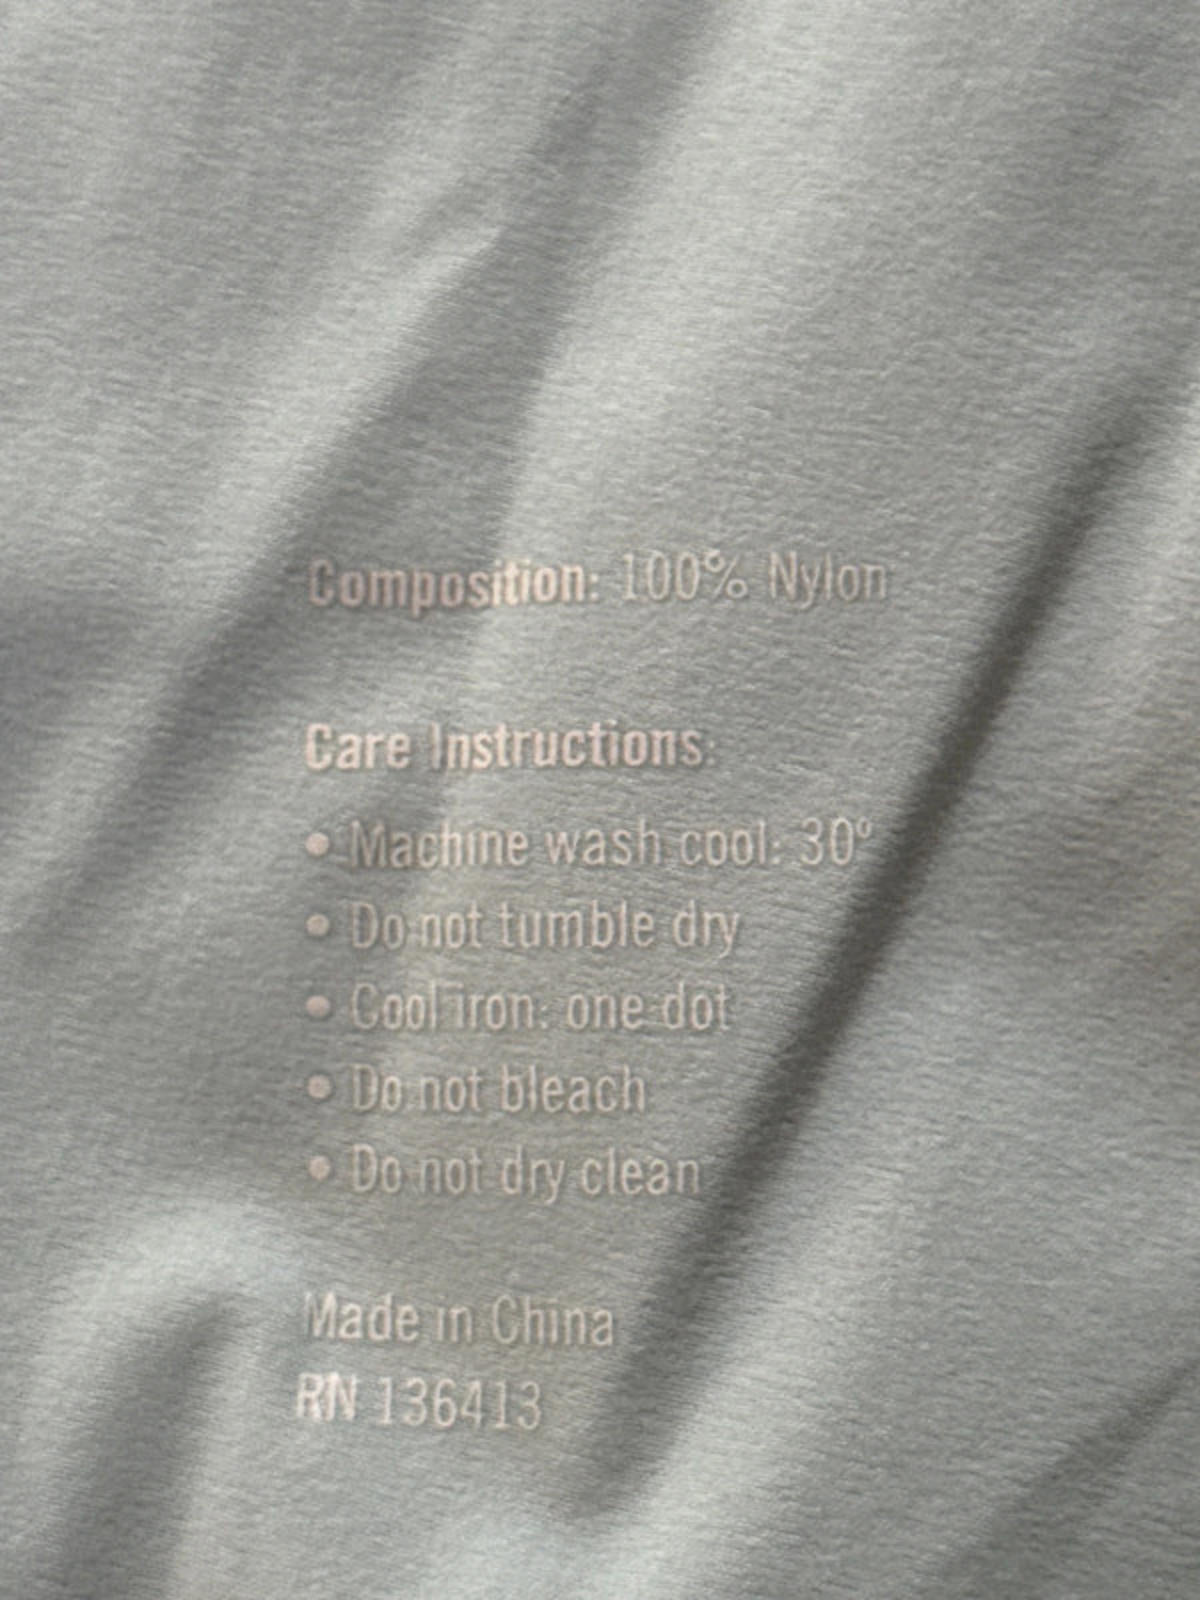 Composition: 100% Nylon
Care Instructions:
• Machine wash cool: 30º
• Do not tumble dry
• Cool iron: one dot
• Do not bleach
• Do not dry clean
Made in China
RN 136413